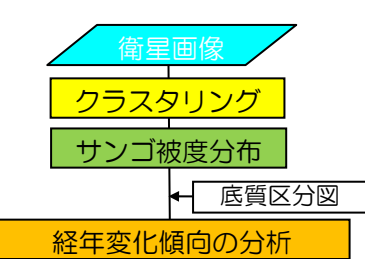 衛星画像
クラスタリング
サンゴ被度分布
底質区分図
経年変化傾向の分析